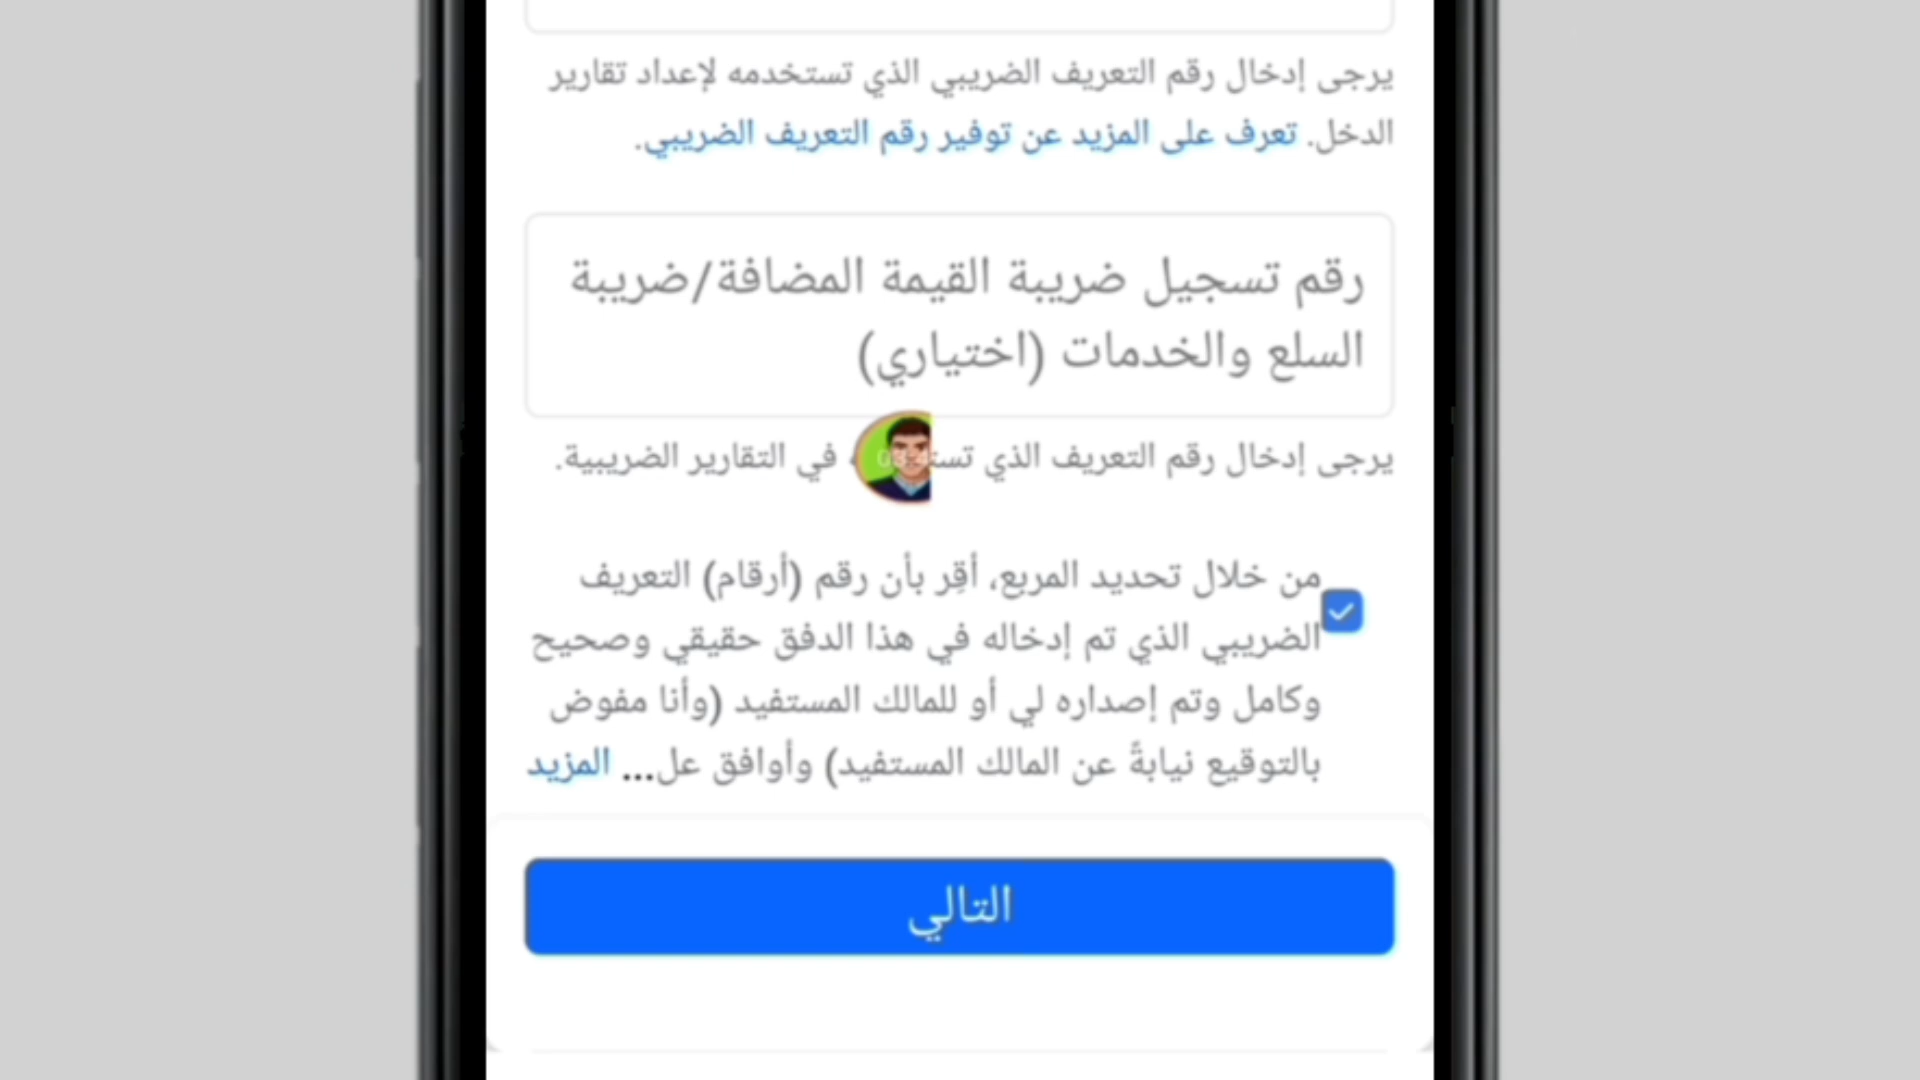 يرجى إدخال رقم التعريف الضريبي الذي تستخدمه لإعداد تقارير
الدخل. تعرف على المزيد عن توفير رقم التعريف الضريبي.
رقم تسجيل ضريبة القيمة المضافة/ضريبة
السلع والخدمات (اختياري)
يرجى إدخال رقم التعريف الذي في التقارير الضريبية.
من خلال تحديد المربع، أقِر بأن رقم (أرقام) التعريف
الضريبي الذي تم إدخاله في هذا الدفق حقيقي وصحيح
وكامل وتم إصداره لي أو للمالك المستفيد (وأنا مفوض
بالتوقيع نيابةً عن المالك المستفيد) وأوافق عل... المزيد
التالي